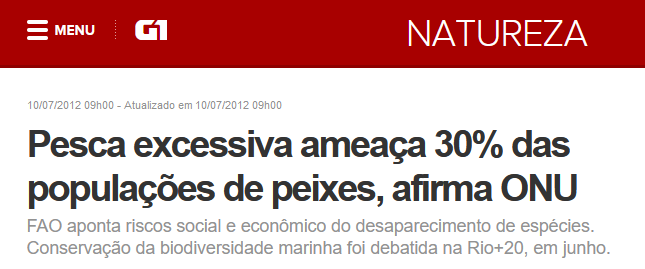 MENU G1 NATUREZA
10/07/2012 09h00 - Atualizado em 10/07/2012 09h00
Pesca excessiva ameaça 30% das
populações de peixes, afirma ONU
FAO aponta riscos social e econômico do desaparecimento de espécies.
Conservação da biodiversidade marinha foi debatida na Rio+20, em junho.